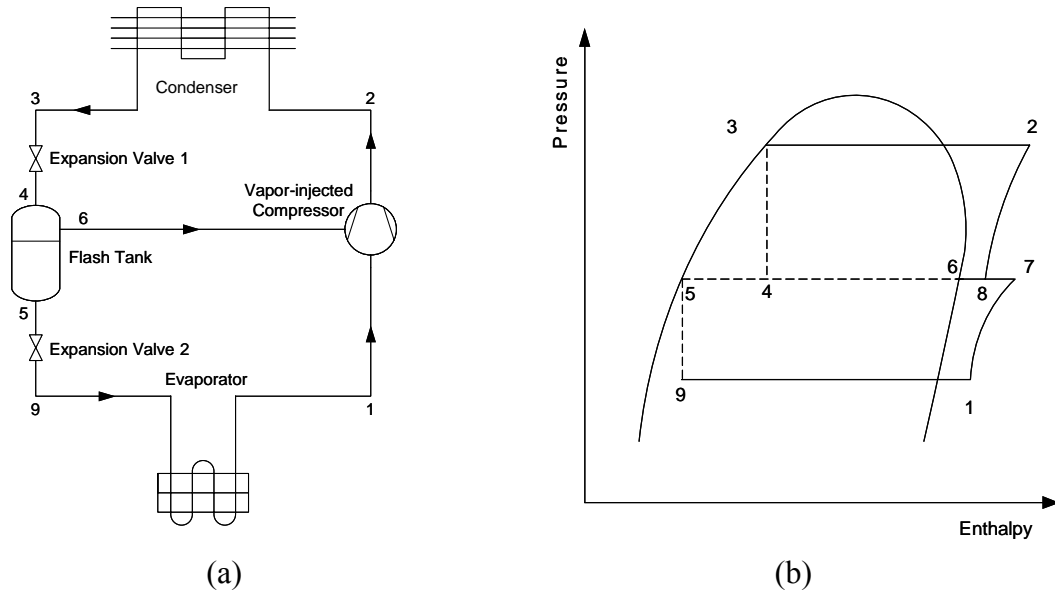 Condenser
3
2
Expansion Valve 1
4
6
Vapor-injected
Compressor
Flash Tank
5
Expansion Valve 2
Evaporator
9
1
(a)
Pressure
3
2
6
7
5
4
8
9
1
Enthalpy
(b)